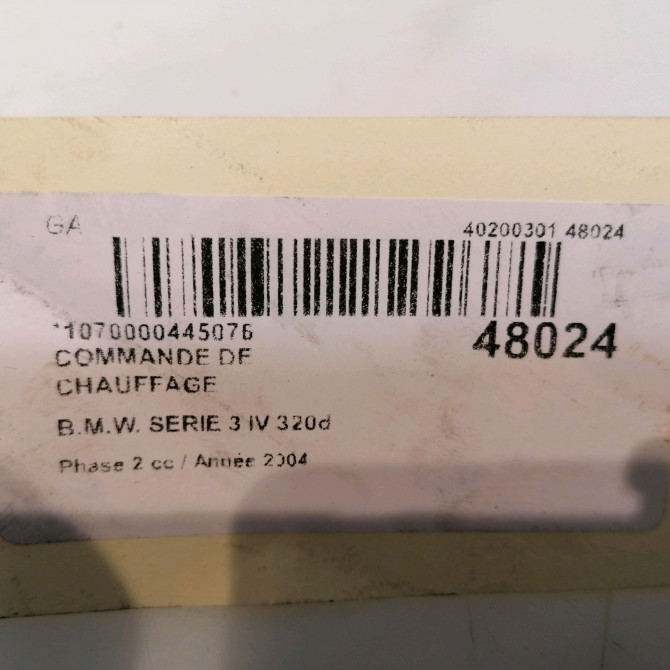 GA
40200301 48024
*1070000445076
48024
COMMANDE DE
CHAUFFAGE
B.M.W. SERIE 3 IV 320d
Phase 2 cc / Année 2004